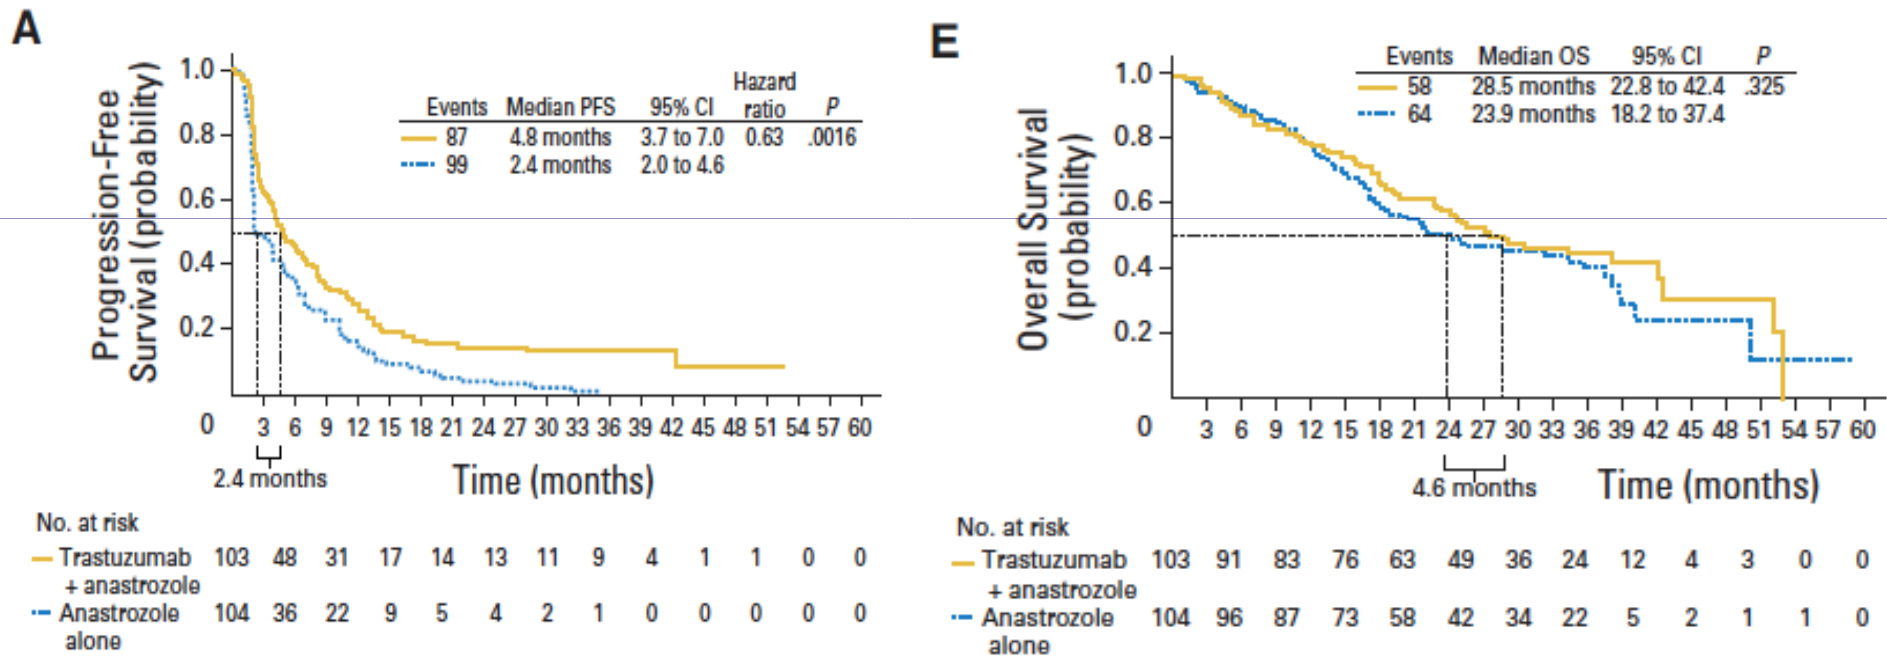 A
Progression-Free
Survival (probability)
1.0
0.8
0.6
0.4
0.2
0
Hazard
Events Median PFS 95% CI ratio P
87 4.8 months 3.7 to 7.0 0.63 .0016
99 2.4 months 2.0 to 4.6
3 6 9 12 15 18 21 24 27 30 33 36 39 42 45 48 51 54 57 60
2.4 months
Time (months)
No. at risk
Trastuzumab 103 48 31 17 14 13 11 9 4 1 1 0 0
+ anastrozole
Anastrozole 104 36 22 9 5 4 2 1 0 0 0 0 0
alone
E
Overall Survival
(probability)
1.0
0.8
0.6
0.4
0.2
0
Events Median OS 95% CI P
58 28.5 months 22.8 to 42.4 .325
64 23.9 months 18.2 to 37.4
3 6 9 12 15 18 21 24 27 30 33 36 39 42 45 48 51 54 57 60
4.6 months
Time (months)
No. at risk
Trastuzumab 103 91 83 76 63 49 36 24 12 4 3 0 0
+ anastrozole
Anastrozole 104 96 87 73 58 42 34 22 5 2 1 1 0
alone